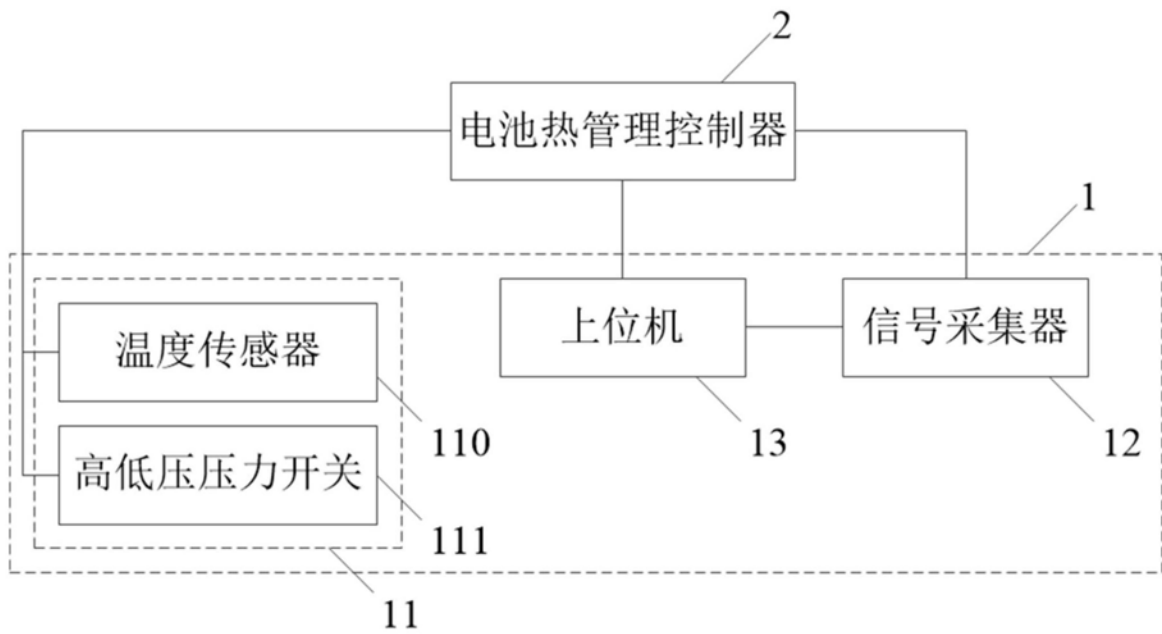 2
电池热管理控制器
1
温度传感器
上位机
信号采集器
110
13
12
高低压压力开关
111
11